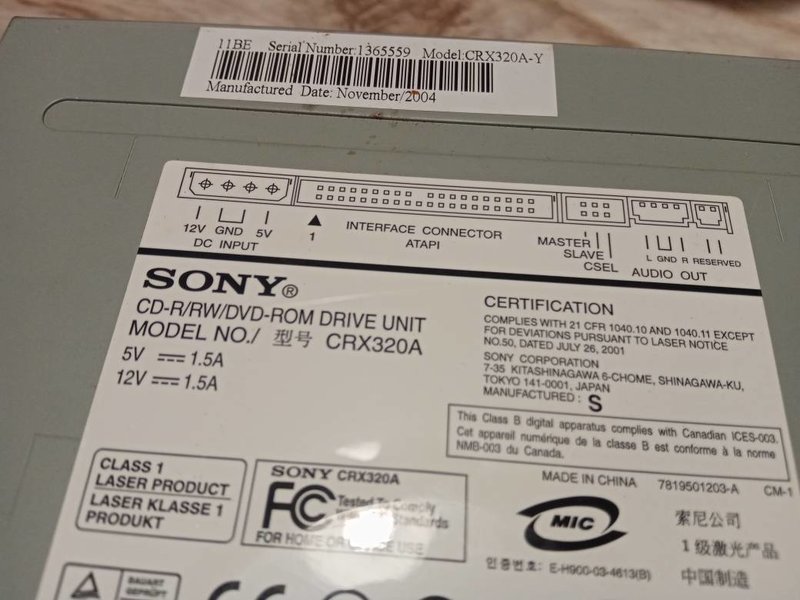 11BE Serial Number:1365559 Model:CRX320A-Y
Manufactured Date: November/2004
12V GND 5V
DC INPUT
1
INTERFACE CONNECTOR
ATAPI
MASTER
SLAVE
CSEL
L GND R RESERVED
AUDIO OUT
SONY®
CD-R/RW/DVD-ROM DRIVE UNIT
MODEL NO./ 型号 CRX320A
5V 1.5A
12V 1.5A
CERTIFICATION
COMPLIES WITH 21 CFR 1040.10 AND 1040.11 EXCEPT
FOR DEVIATIONS PURSUANT TO LASER NOTICE
NO.50, DATED JULY 26, 2001
SONY CORPORATION
7-35 KITASHINAGAWA 6-CHOME, SHINAGAWA-KU,
TOKYO 141-0001, JAPAN
MANUFACTURED : S
This Class B digital apparatus complies with Canadian ICES-003.
Cet appareil numérique de la classe B est conforme à la norme
NMB-003 du Canada.
CLASS 1
LASER PRODUCT
LASER KLASSE 1
PRODUKT
SONY CRX320A
FC Tested To Comply
With FCC Standards
FOR HOME OR OFFICE USE
MADE IN CHINA 7819501203-A CM-1
MIC
索尼公司
1级激光产品
中国制造
인증번호: E-H900-03-4613(B)
BAUART
GEPRÜFT